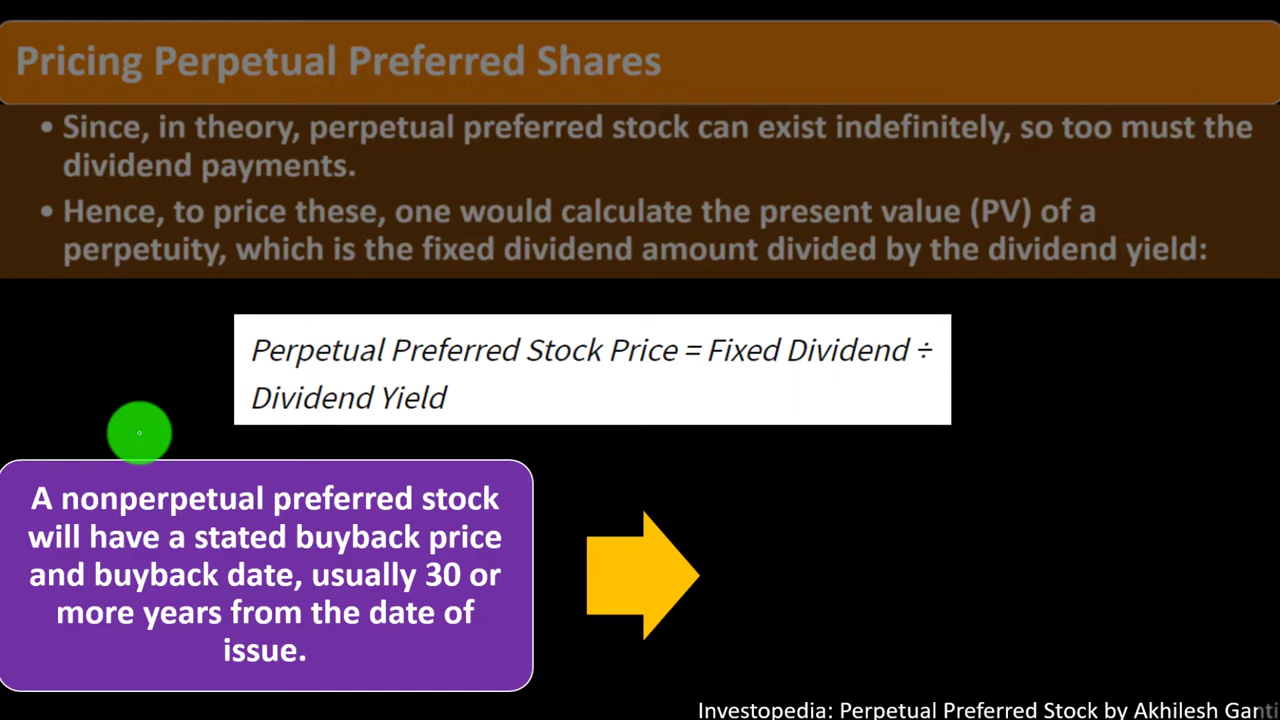 Pricing Perpetual Preferred Shares
• Since, in theory, perpetual preferred stock can exist indefinitely, so too must the
dividend payments.
• Hence, to price these, one would calculate the present value (PV) of a
perpetuity, which is the fixed dividend amount divided by the dividend yield:
Perpetual Preferred Stock Price = Fixed Dividend ÷
Dividend Yield
A nonperpetual preferred stock
will have a stated buyback price
and buyback date, usually 30 or
more years from the date of
issue.
Investopedia: Perpetual Preferred Stock by Akhilesh Ganti